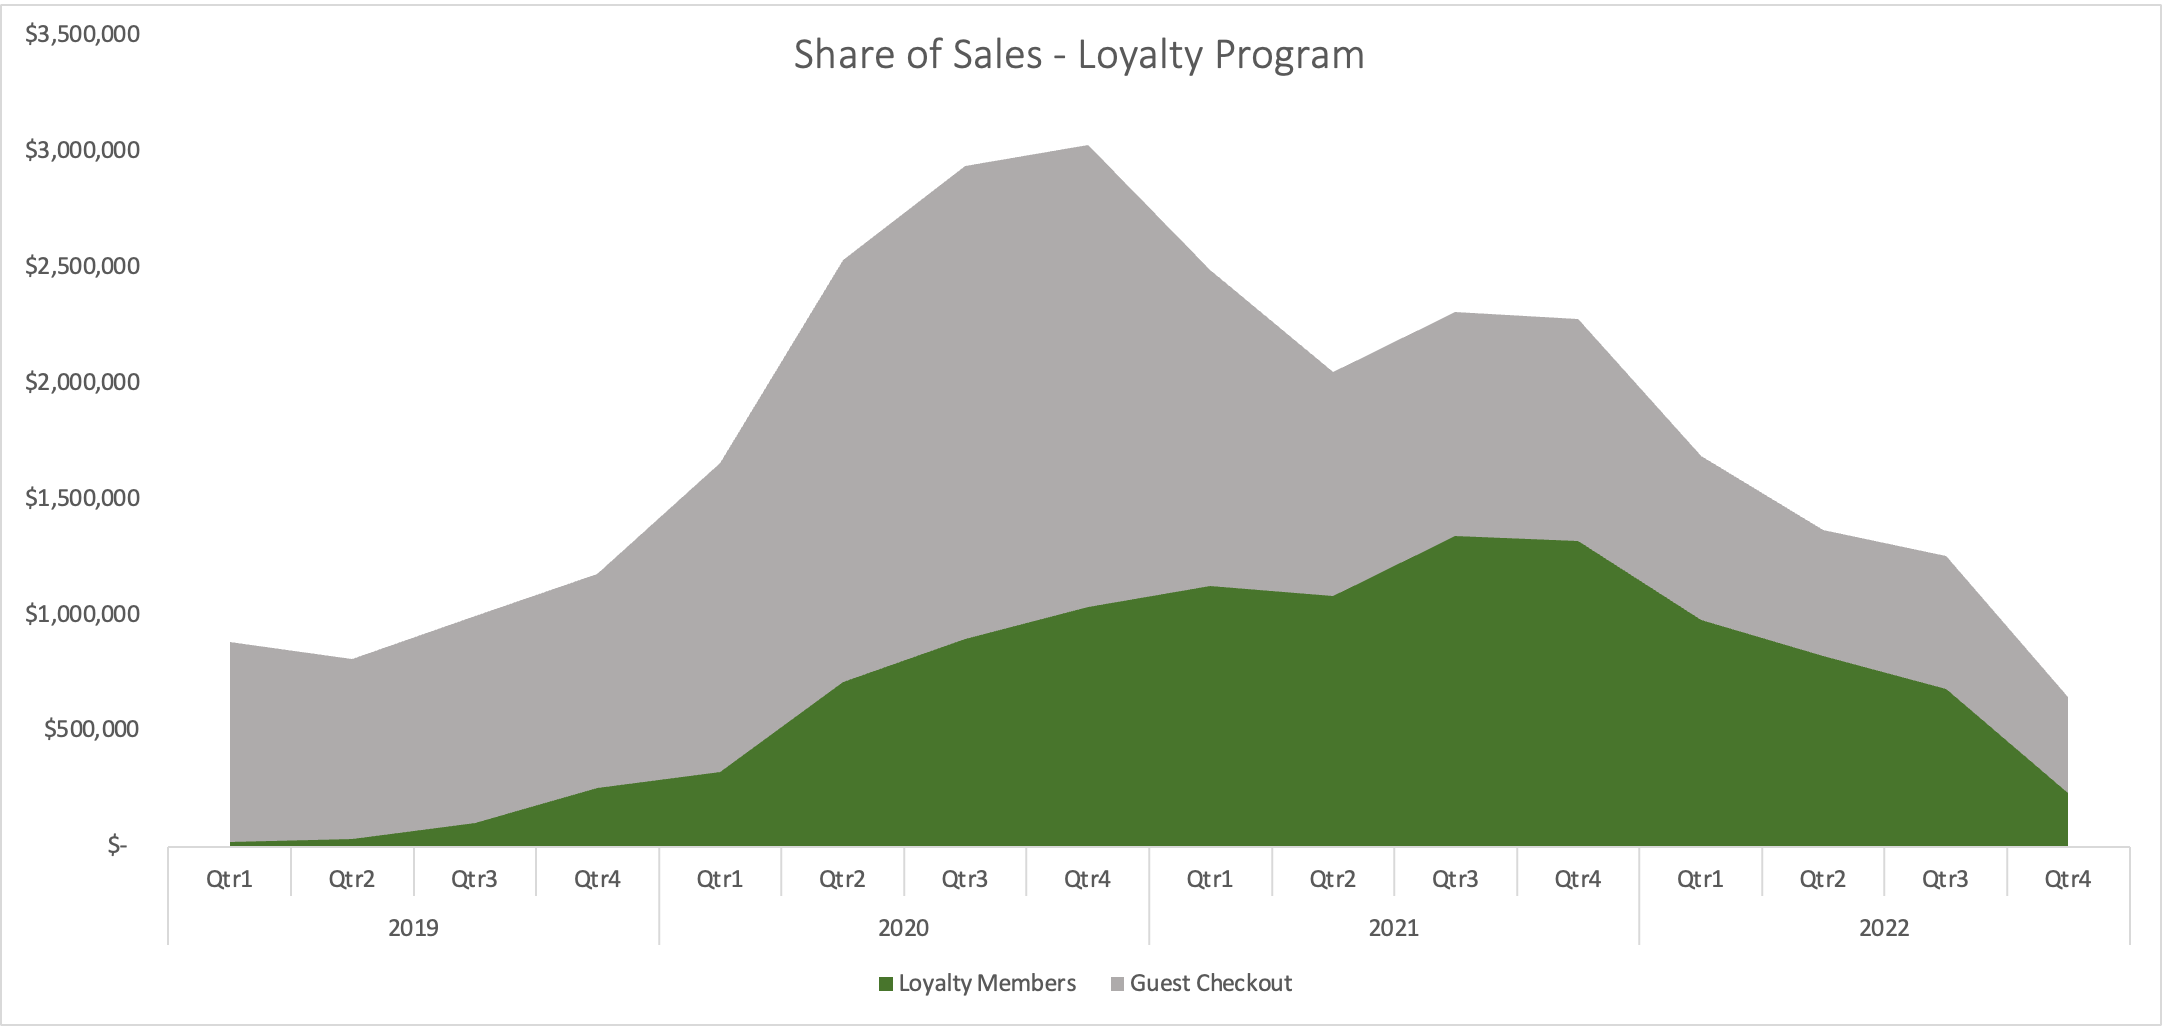 Share of Sales - Loyalty Program
$3,500,000
$3,000,000
$2,500,000
$2,000,000
$1,500,000
$1,000,000
$500,000
$-
Qtr1 Qtr2 Qtr3 Qtr4 Qtr1 Qtr2 Qtr3 Qtr4 Qtr1 Qtr2 Qtr3 Qtr4 Qtr1 Qtr2 Qtr3 Qtr4
2019 2020 2021 2022
Loyalty Members Guest Checkout